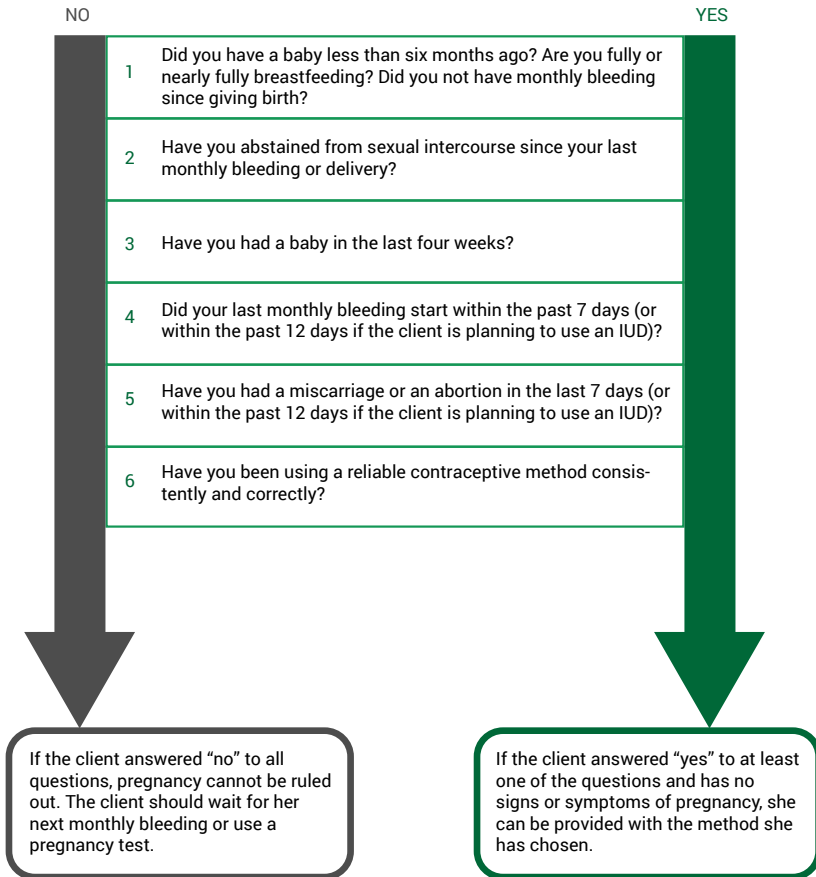 NO
YES
1
Did you have a baby less than six months ago? Are you fully or
nearly fully breastfeeding? Did you not have monthly bleeding
since giving birth?
2
Have you abstained from sexual intercourse since your last
monthly bleeding or delivery?
3
Have you had a baby in the last four weeks?
4
Did your last monthly bleeding start within the past 7 days (or
within the past 12 days if the client is planning to use an IUD)?
5
Have you had a miscarriage or an abortion in the last 7 days (or
within the past 12 days if the client is planning to use an IUD)?
6
Have you been using a reliable contraceptive method consis-
tently and correctly?
If the client answered “no” to all
questions, pregnancy cannot be ruled
out. The client should wait for her
next monthly bleeding or use a
pregnancy test.
If the client answered “yes” to at least
one of the questions and has no
signs or symptoms of pregnancy, she
can be provided with the method she
has chosen.